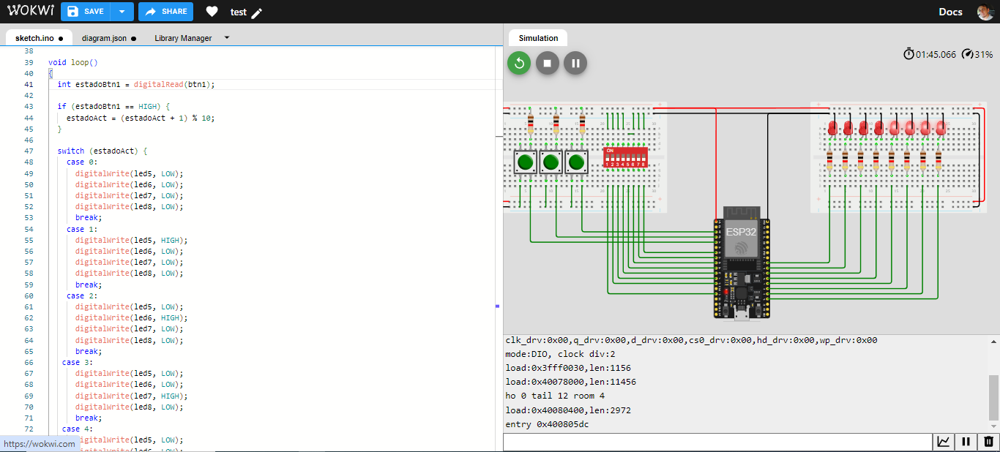 WOKWI SAVE SHARE test Docs
sketch.ino ● diagram.json ● Library Manager
Simulation
01:45.066 31%
38
39 void loop()
40 {
41 int estadoBtn1 = digitalRead(btn1);
42
43 if (estadoBtn1 == HIGH) {
44 estadoAct = (estadoAct + 1) % 10;
45 }
46
47 switch (estadoAct) {
48 case 0:
49 digitalWrite(led5, LOW);
50 digitalWrite(led6, LOW);
51 digitalWrite(led7, LOW);
52 digitalWrite(led8, LOW);
53 break;
54 case 1:
55 digitalWrite(led5, HIGH);
56 digitalWrite(led6, LOW);
57 digitalWrite(led7, LOW);
58 digitalWrite(led8, LOW);
59 break;
60 case 2:
61 digitalWrite(led5, LOW);
62 digitalWrite(led6, HIGH);
63 digitalWrite(led7, LOW);
64 digitalWrite(led8, LOW);
65 break;
66 case 3:
67 digitalWrite(led5, LOW);
68 digitalWrite(led6, LOW);
69 digitalWrite(led7, HIGH);
70 digitalWrite(led8, LOW);
71 break;
72 case 4:
digitalWrite(led5, LOW);
https://wokwi.com
ON
1 2 3 4 5 6 7 8
ESP32
clk_drv:0x00,q_drv:0x00,d_drv:0x00,cs0_drv:0x00,hd_drv:0x00,wp_drv:0x00
mode:DIO, clock div:2
load:0x3fff0030,len:1156
load:0x40078000,len:11456
ho 0 tail 12 room 4
load:0x40080400,len:2972
entry 0x400805dc